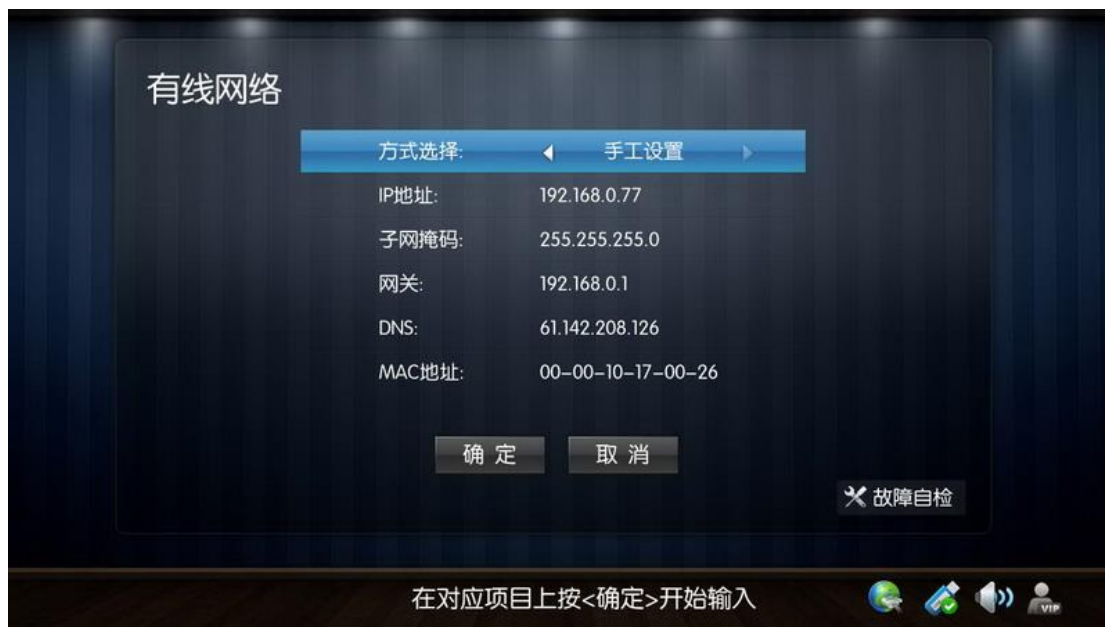 有线网络
方式选择: 手工设置
IP地址: 192.168.0.77
子网掩码: 255.255.255.0
网关: 192.168.0.1
DNS: 61.142.208.126
MAC地址: 00-00-10-17-00-26
确定 取消
故障自检
在对应项目上按<确定>开始输入
VIP